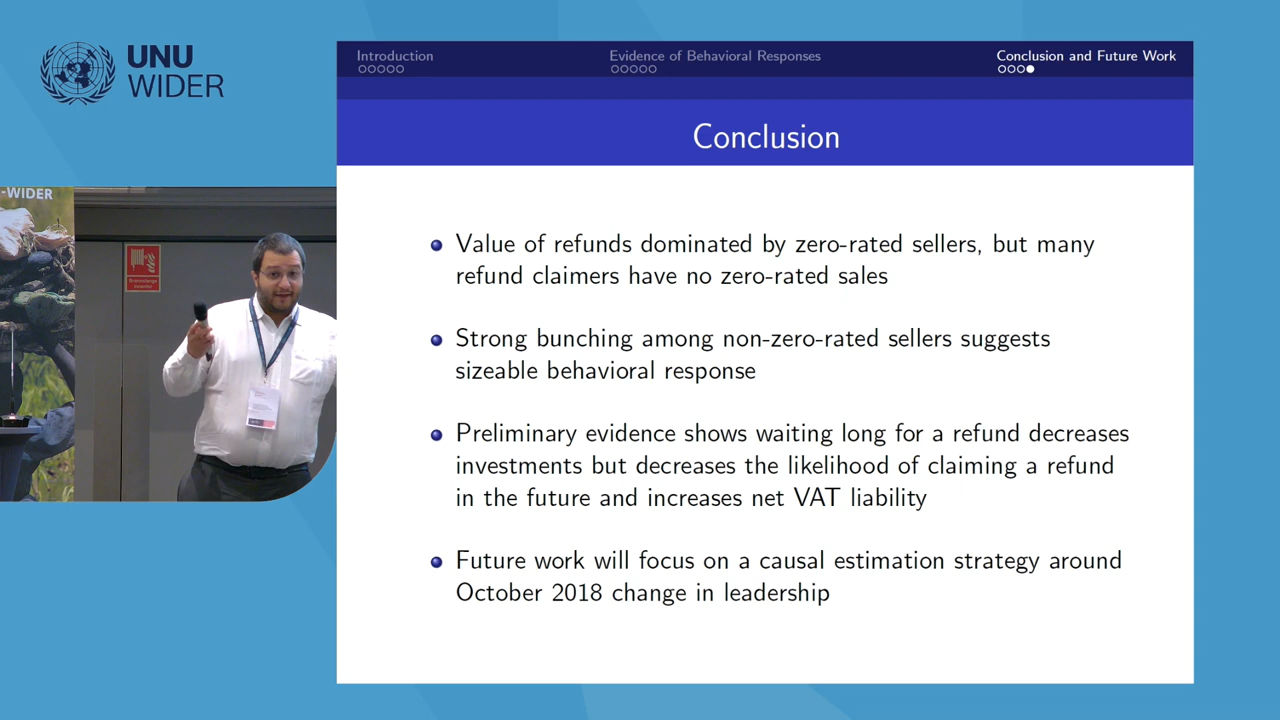 UNU
WIDER
Introduction
Evidence of Behavioral Responses
Conclusion and Future Work
Conclusion
Value of refunds dominated by zero-rated sellers, but many
refund claimers have no zero-rated sales
Strong bunching among non-zero-rated sellers suggests
sizeable behavioral response
Preliminary evidence shows waiting long for a refund decreases
investments but decreases the likelihood of claiming a refund
in the future and increases net VAT liability
Future work will focus on a causal estimation strategy around
October 2018 change in leadership
-WIDER